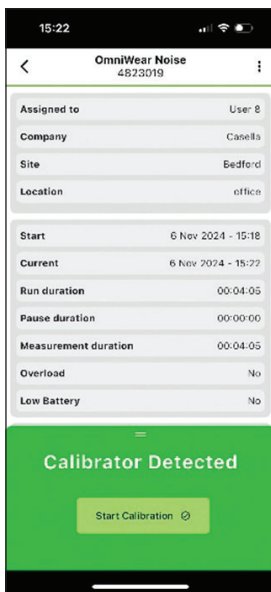 15:22
OmniWear Noise
4823019
Assigned to User 8
Company Casella
Site Bedford
Location office
Start 6 Nov 2024 - 15:18
Current 6 Nov 2024 - 15:22
Run duration 00:04:05
Pause duration 00:00:00
Measurement duration 00:04:05
Overload No
Low Battery No
Calibrator Detected
Start Calibration